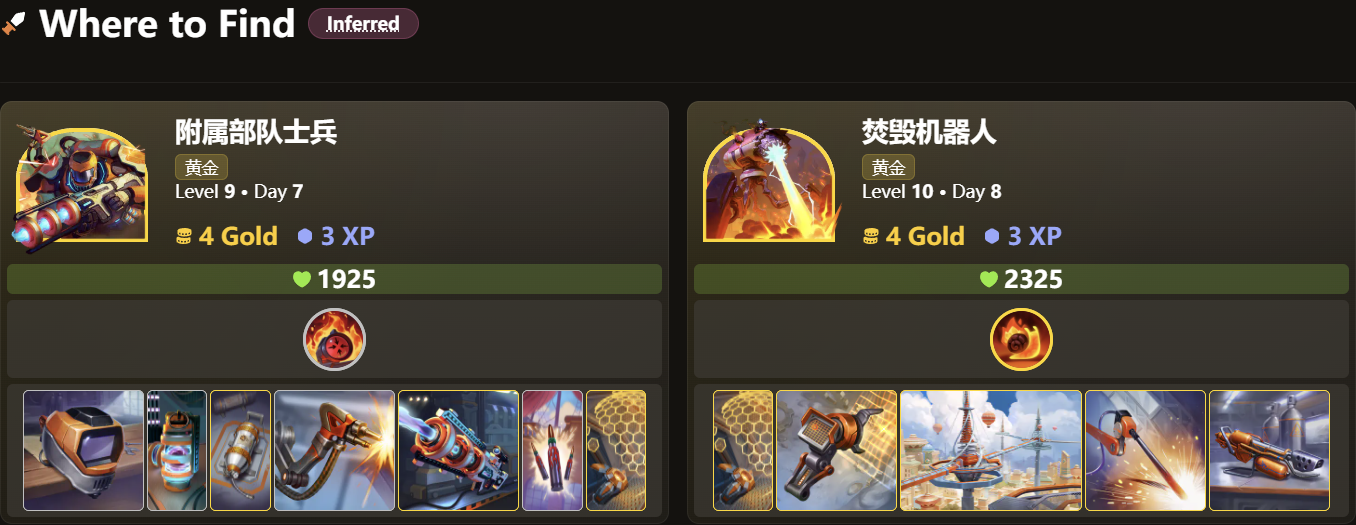 Where to Find Inferred
附属部队士兵
黄金
Level 9 • Day 7
4 Gold 3 XP
1925
焚毁机器人
黄金
Level 10 • Day 8
4 Gold 3 XP
2325